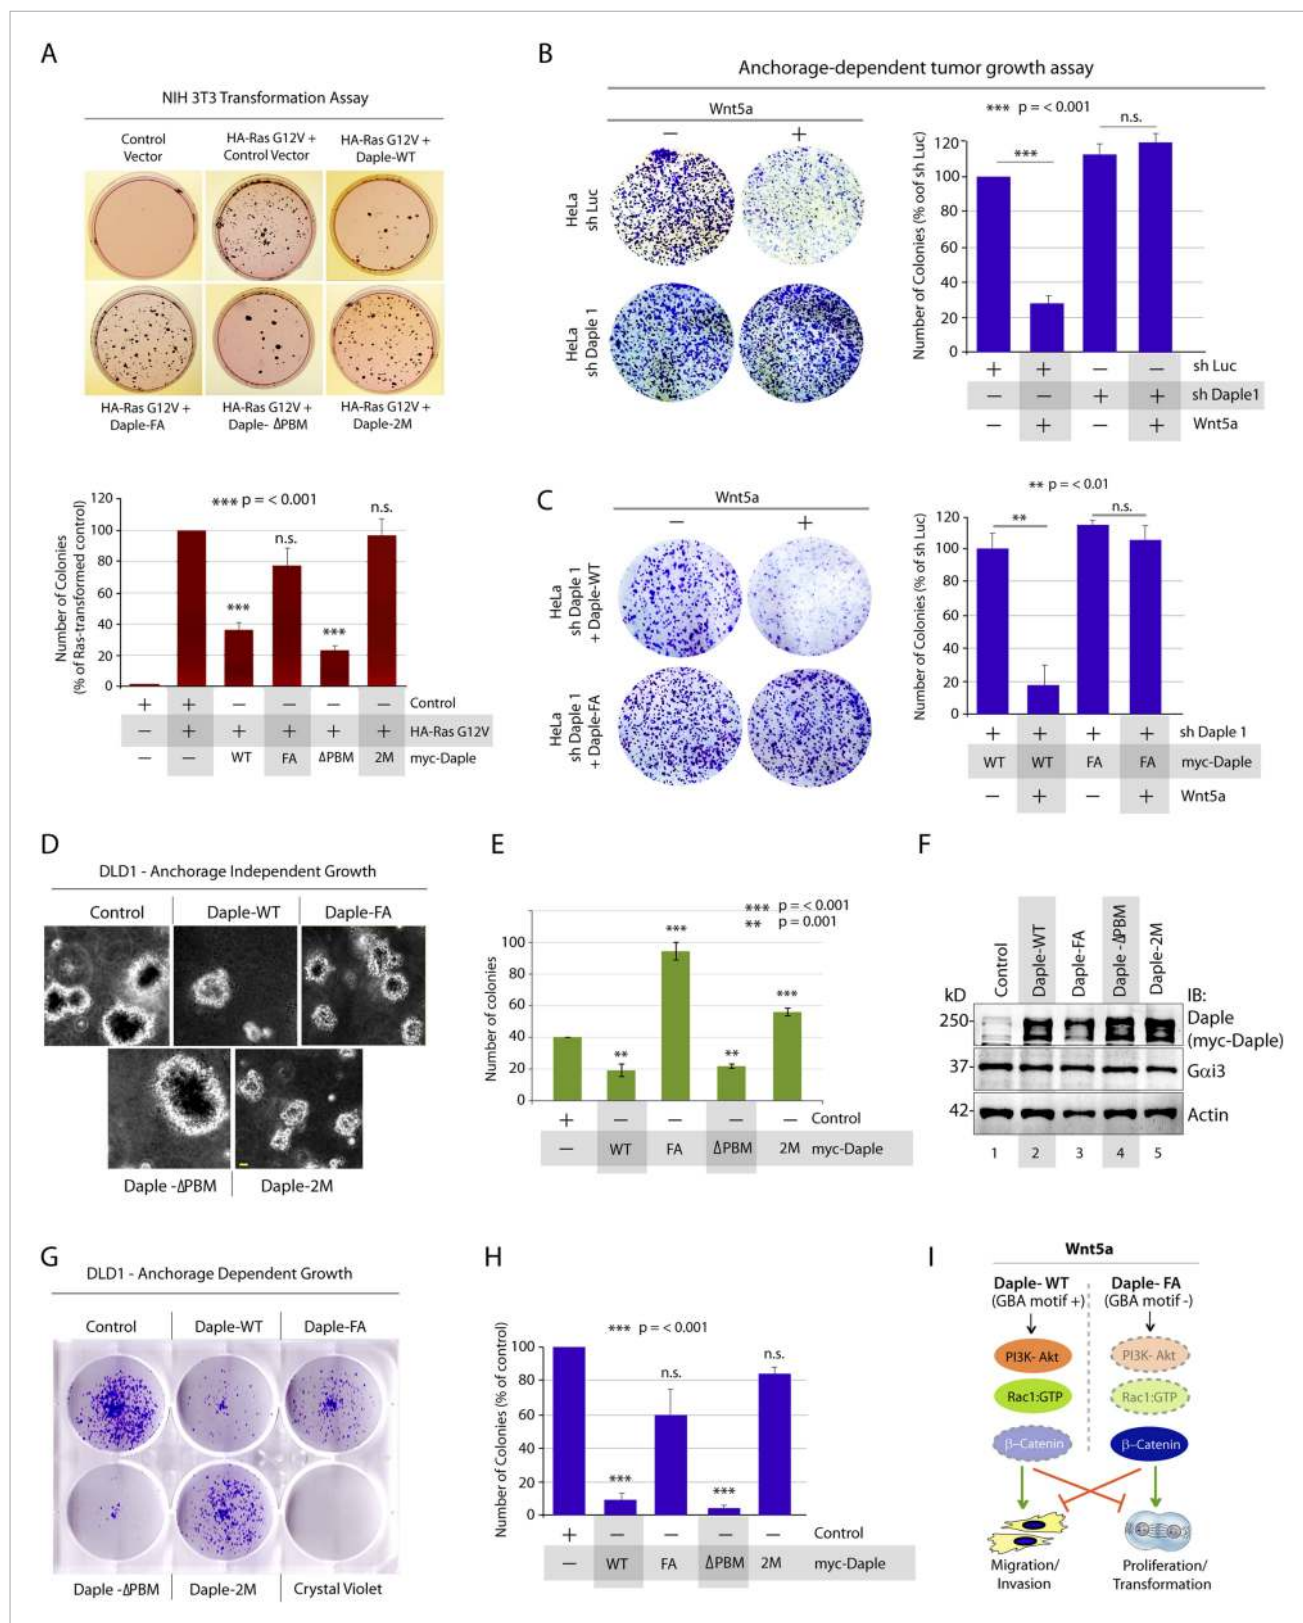 A
NIH 3T3 Transformation Assay
Control
Vector
HA-Ras G12V +
Control Vector
HA-Ras G12V +
Daple-WT
HA-Ras G12V +
Daple-FA
HA-Ras G12V +
Daple- ΔPBM
HA-Ras G12V +
Daple-2M
Number of Colonies
(% of Ras-transformed control)
120
100
80
60
40
20
0
*** p = < 0.001
***
n.s.
***
n.s.
+ + – – – – Control
– + + + + + HA-Ras G12V
– – WT FA ΔPBM 2M myc-Daple
B
Anchorage-dependent tumor growth assay
Wnt5a
– +
HeLa
sh Luc
HeLa
sh Daple 1
Number of Colonies (% oof sh Luc)
120
100
80
60
40
20
0
*** p = < 0.001
***
n.s.
+ + – – sh Luc
– – + + sh Daple1
– + – + Wnt5a
C
Wnt5a
– +
HeLa
sh Daple 1
+ Daple-WT
HeLa
sh Daple 1
+ Daple-FA
Number of Colonies (% of sh Luc)
120
100
80
60
40
20
0
** p = < 0.01
**
n.s.
+ + + + sh Daple 1
WT WT FA FA myc-Daple
– + – + Wnt5a
D
DLD1 - Anchorage Independent Growth
Control Daple-WT Daple-FA
Daple -ΔPBM Daple-2M
E
Number of colonies
100
80
60
40
20
0
*** p = < 0.001
** p = 0.001
**
***
**
***
+ – – – – Control
– WT FA ΔPBM 2M myc-Daple
F
Control
Daple-WT
Daple-FA
Daple -ΔPBM
Daple-2M
kD
IB:
250-
Daple
(myc-Daple)
37-
Gαi3
42-
Actin
1 2 3 4 5
G
DLD1 - Anchorage Dependent Growth
Control Daple-WT Daple-FA
Daple -ΔPBM Daple-2M Crystal Violet
H
Number of Colonies (% of control)
100
80
60
40
20
0
*** p = < 0.001
***
n.s.
***
n.s.
+ – – – – Control
– WT FA ΔPBM 2M myc-Daple
I
Wnt5a
Daple- WT
(GBA motif +)
Daple- FA
(GBA motif -)
PI3K- Akt
PI3K- Akt
Rac1:GTP
Rac1:GTP
β–Catenin
β–Catenin
Migration/
Invasion
Proliferation/
Transformation